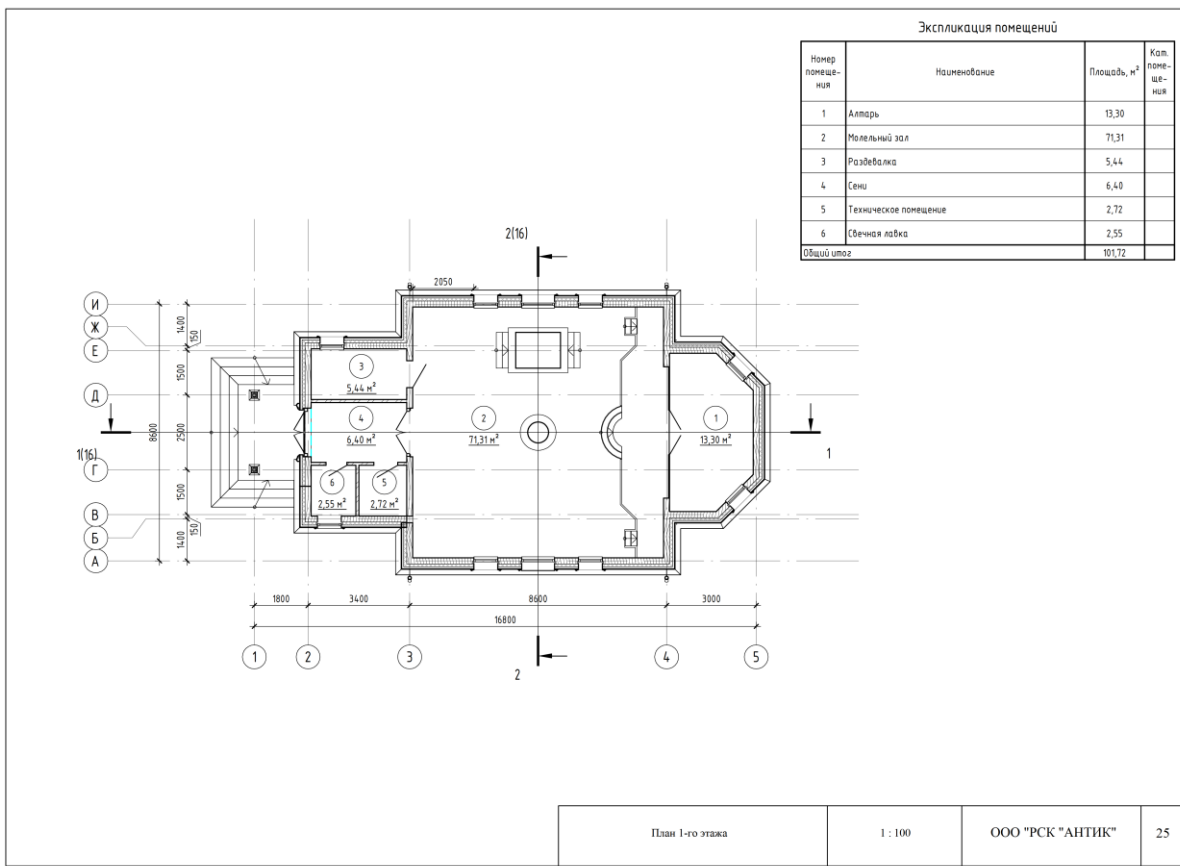 Экспликация помещений
Номер помеще- ния Наименование Площадь, м² Кат. поме- ще- ния
1 Алтарь 13,30
2 Молельный зал 71,31
3 Раздевалка 5,44
4 Сени 6,40
5 Техническое помещение 2,72
6 Свечная лавка 2,55
Общий итог 101,72
2(16)
2050
И
Ж
Е
Д
Г
В
Б
А
1400
150
1500
2500
1500
150
1400
8600
3
5,44 м²
4
6,40 м²
2
71,31 м²
1
13,30 м²
6
2,55 м²
5
2,72 м²
1(16)
1
1800 3400 8600 3000
16800
1 2 3 4 5
2
План 1-го этажа 1 : 100 ООО "РСК "АНТИК" 25